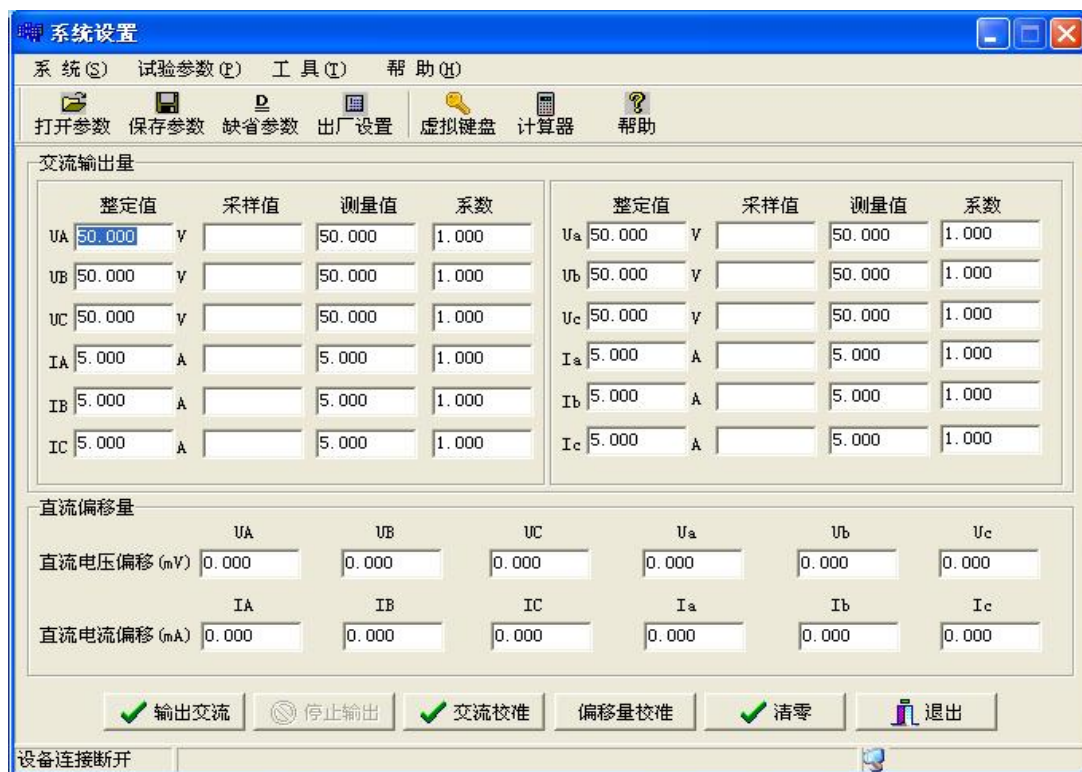 系统设置
系 统(S) 试验参数(P) 工 具(T) 帮 助(H)
D
打开参数 保存参数 缺省参数 出厂设置 虚拟键盘 计算器 帮助
交流输出量
整定值 采样值 测量值 系数 整定值 采样值 测量值 系数
UA 50.000 V 50.000 1.000 Ua 50.000 V 50.000 1.000
UB 50.000 V 50.000 1.000 Ub 50.000 V 50.000 1.000
UC 50.000 V 50.000 1.000 Uc 50.000 V 50.000 1.000
IA 5.000 A 5.000 1.000 Ia 5.000 A 5.000 1.000
IB 5.000 A 5.000 1.000 Ib 5.000 A 5.000 1.000
IC 5.000 A 5.000 1.000 Ic 5.000 A 5.000 1.000
直流偏移量
UA UB UC Ua Ub Uc
直流电压偏移(mV) 0.000 0.000 0.000 0.000 0.000 0.000
IA IB IC Ia Ib Ic
直流电流偏移(mA) 0.000 0.000 0.000 0.000 0.000 0.000
输出交流 停止输出 交流校准 偏移量校准 清零 退出
设备连接断开